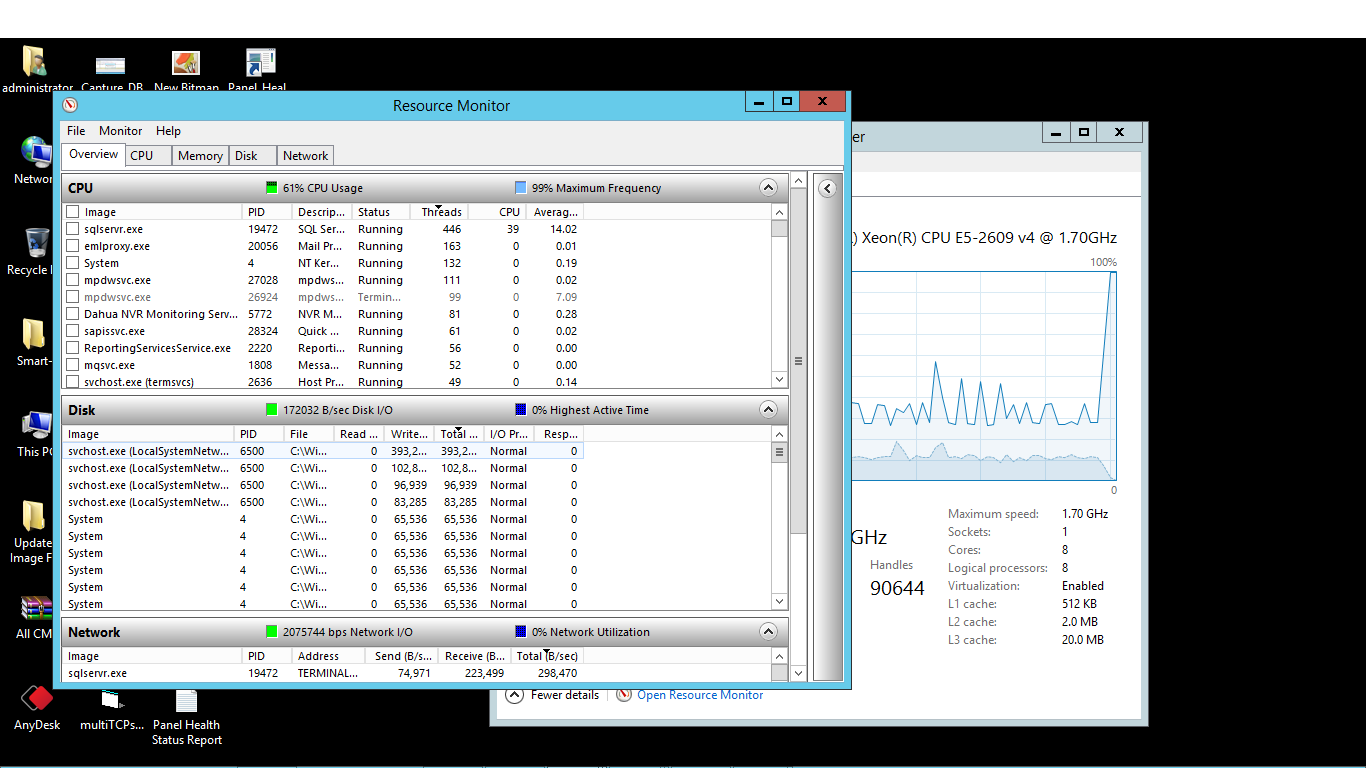 administrator Capture_DB New Bitman Panel_Heal
Networ
Recycle
Smart-
This PC
Update
Image F
All CM
AnyDesk
multiTCPs...
Panel Health
Status Report
Resource Monitor
File Monitor Help
Overview CPU Memory Disk Network
CPU 61% CPU Usage 99% Maximum Frequency
Image PID Descrip... Status Threads CPU Averag...
sqlservr.exe 19472 SQL Ser... Running 446 39 14.02
emlproxy.exe 20056 Mail Pr... Running 163 0 0.01
System 4 NT Ker... Running 132 0 0.19
mpdwsvc.exe 27028 mpdws... Running 111 0 0.02
mpdwsvc.exe 26924 mpdws... Termin... 99 0 7.09
Dahua NVR Monitoring Serv... 5772 NVR M... Running 81 0 0.28
sapissvc.exe 28324 Quick ... Running 61 0 0.02
ReportingServicesService.exe 2220 Reporti... Running 56 0 0.00
mqsvc.exe 1808 Messa... Running 52 0 0.00
svchost.exe (termsvcs) 2636 Host Pr... Running 49 0 0.14
Disk 172032 B/sec Disk I/O 0% Highest Active Time
Image PID File Read ... Write... Total ... I/O Pr... Resp...
svchost.exe (LocalSystemNetw... 6500 C:\Wi... 0 393,2... 393,2... Normal 0
svchost.exe (LocalSystemNetw... 6500 C:\Wi... 0 102,8... 102,8... Normal 0
svchost.exe (LocalSystemNetw... 6500 C:\Wi... 0 96,939 96,939 Normal 0
svchost.exe (LocalSystemNetw... 6500 C:\Wi... 0 83,285 83,285 Normal 0
System 4 C:\Wi... 0 65,536 65,536 Normal 0
System 4 C:\Wi... 0 65,536 65,536 Normal 0
System 4 C:\Wi... 0 65,536 65,536 Normal 0
System 4 C:\Wi... 0 65,536 65,536 Normal 0
System 4 C:\Wi... 0 65,536 65,536 Normal 0
System 4 C:\Wi... 0 65,536 65,536 Normal 0
Network 2075744 bps Network I/O 0% Network Utilization
Image PID Address Send (B/s... Receive (B... Total (B/sec)
sqlservr.exe 19472 TERMINAL... 74,971 223,499 298,470
er
) Xeon(R) CPU E5-2609 v4 @ 1.70GHz
100%
0
GHz
Handles
90644
Maximum speed: 1.70 GHz
Sockets: 1
Cores: 8
Logical processors: 8
Virtualization: Enabled
L1 cache: 512 KB
L2 cache: 2.0 MB
L3 cache: 20.0 MB
Fewer details Open Resource Monitor